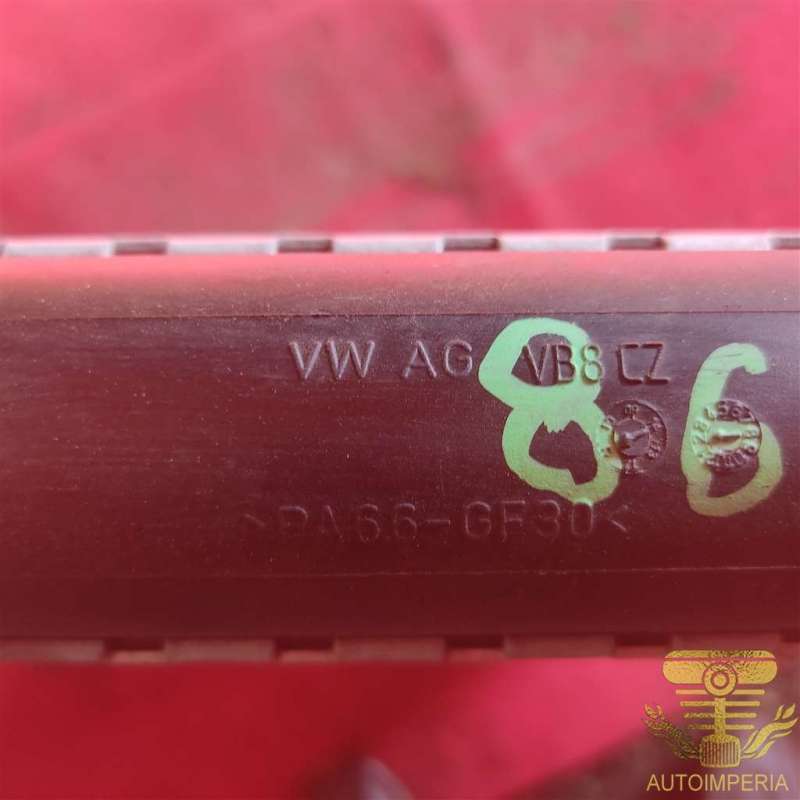 VW AG VB8 CZ
86
>PA66-GF30<
AUTOIMPERIA